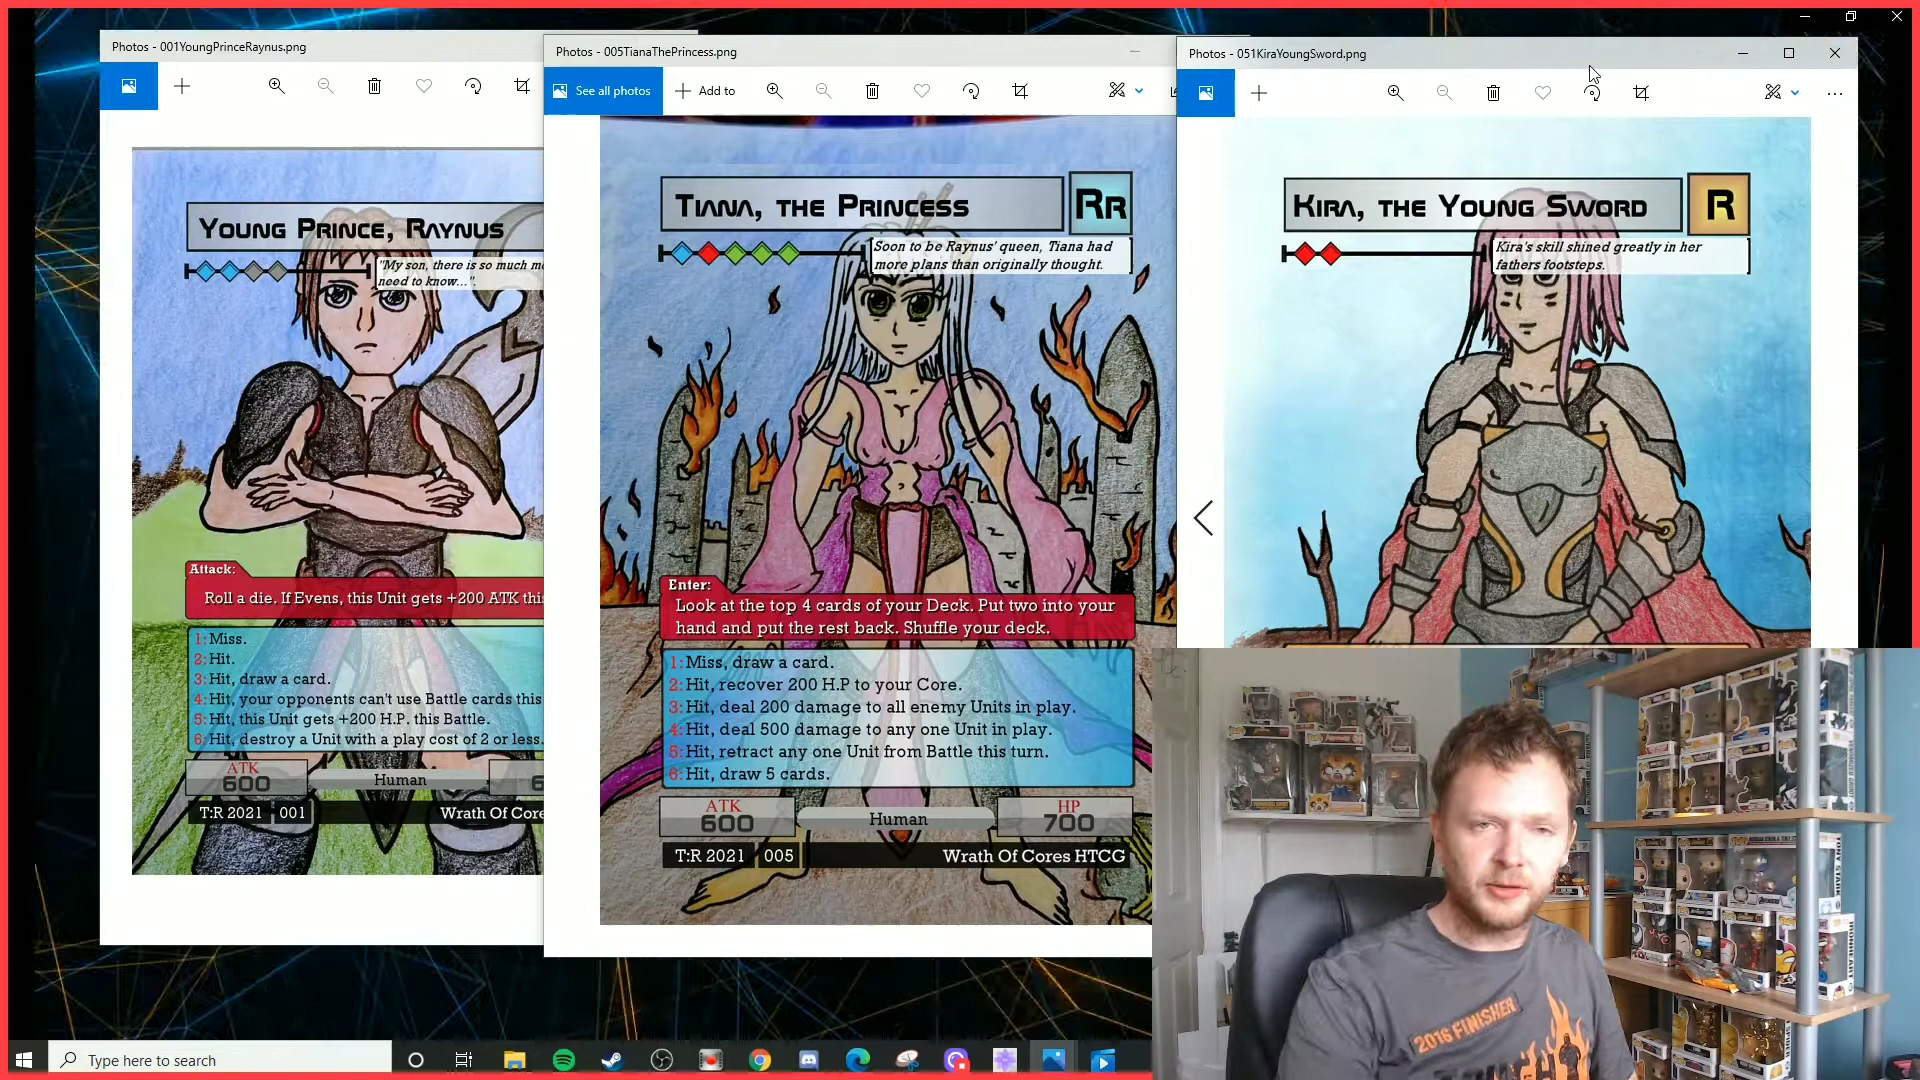 Photos - 001YoungPrinceRaynus.png
Young Prince, Raynus
"My son, there is so much m
need to know...".
Attack:
Roll a die. If Evens, this Unit gets +200 ATK this
1: Miss.
2: Hit.
3: Hit, draw a card.
4: Hit, your opponents can't use Battle cards this
5: Hit, this Unit gets +200 H.P. this Battle.
6: Hit, destroy a Unit with a play cost of 2 or less.
ATK
600
Human
6
T:R 2021 001
Wrath Of Core
Photos - 005TianaThePrincess.png
See all photos
Add to
Tiana, the Princess
RR
Soon to be Raynus' queen, Tiana had
more plans than originally thought.
Enter:
Look at the top 4 cards of your Deck. Put two into your
hand and put the rest back. Shuffle your deck.
1: Miss, draw a card.
2: Hit, recover 200 H.P to your Core.
3: Hit, deal 200 damage to all enemy Units in play.
4: Hit, deal 500 damage to any one Unit in play.
5: Hit, retract any one Unit from Battle this turn.
6: Hit, draw 5 cards.
ATK
600
Human
HP
700
T:R 2021 005
Wrath Of Cores HTCG
Photos - 051KiraYoungSword.png
Kira, the Young Sword
R
Kira's skill shined greatly in her
fathers footsteps.
2016 FINISHER
Type here to search